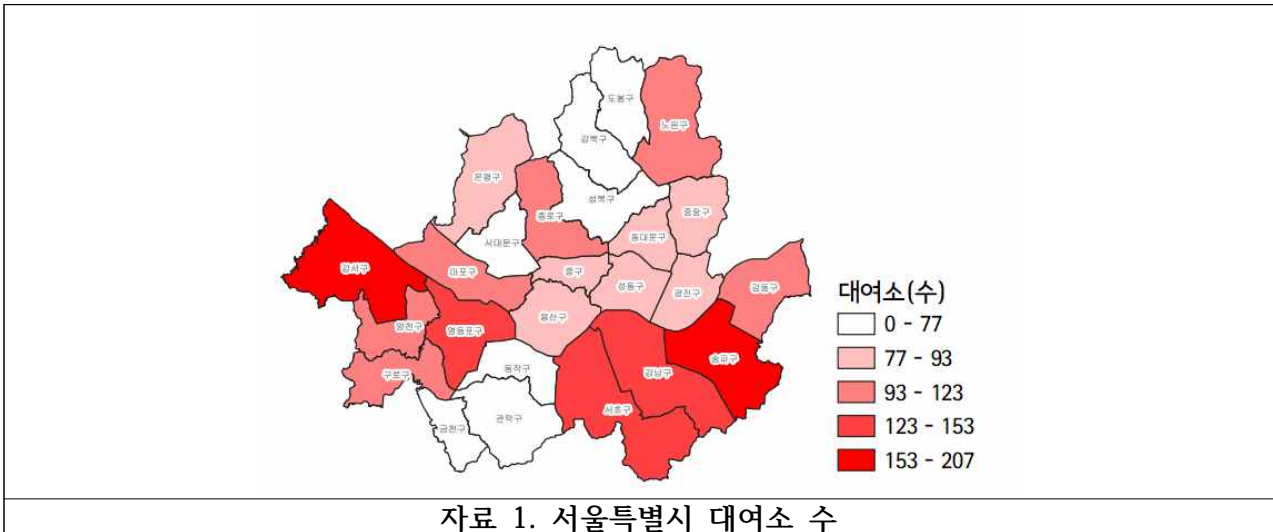 도봉구
노원구
강북구
은평구
성북구
종로구
중랑구
동대문구
서대문구
강서구
마포구
중구
성동구
광진구
강동구
용산구
양천구
영등포구
송파구
동작구
강남구
구로구
서초구
관악구
금천구
대여소(수)
0 - 77
77 - 93
93 - 123
123 - 153
153 - 207
자료 1. 서울특별시 대여소 수